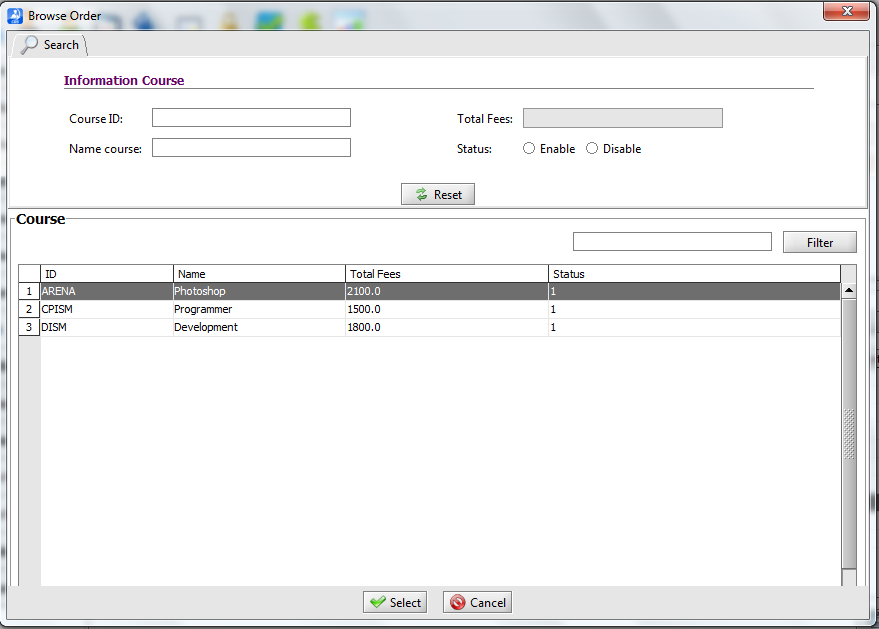 Browse Order
Search
Information Course
Course ID: Total Fees:
Name course: Status: Enable Disable
Reset
Course
Filter
ID Name Total Fees Status
1 ARENA Photoshop 2100.0 1
2 CPISM Programmer 1500.0 1
3 DISM Development 1800.0 1
Select Cancel